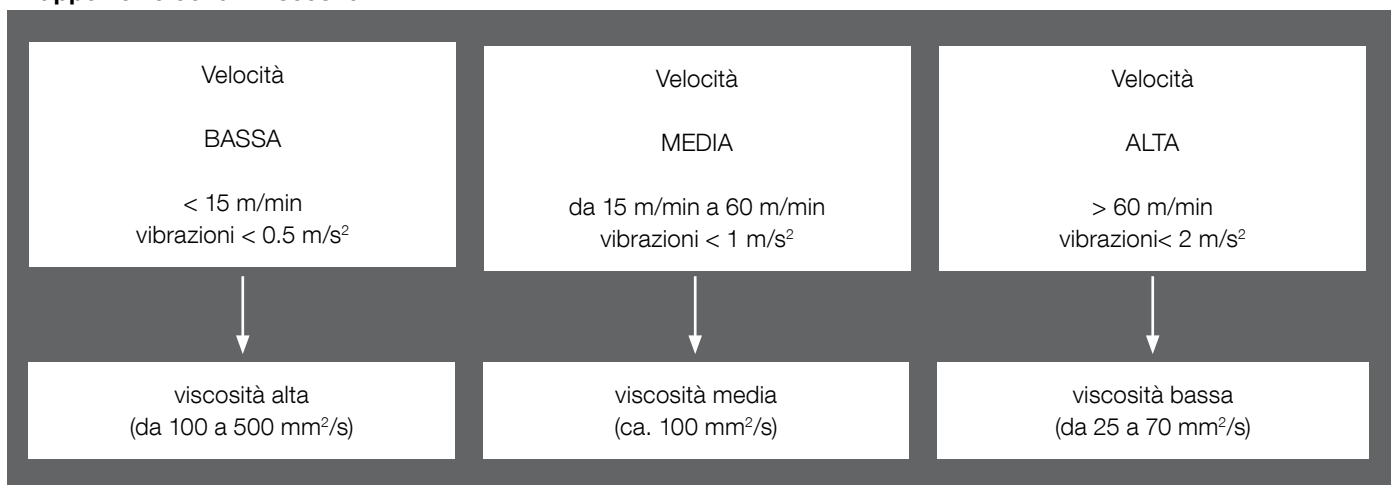 Velocità
BASSA
< 15 m/min
vibrazioni < 0.5 m/s²
Velocità
MEDIA
da 15 m/min a 60 m/min
vibrazioni < 1 m/s²
Velocità
ALTA
> 60 m/min
vibrazioni< 2 m/s²
viscosità alta
(da 100 a 500 mm²/s)
viscosità media
(ca. 100 mm²/s)
viscosità bassa
(da 25 a 70 mm²/s)